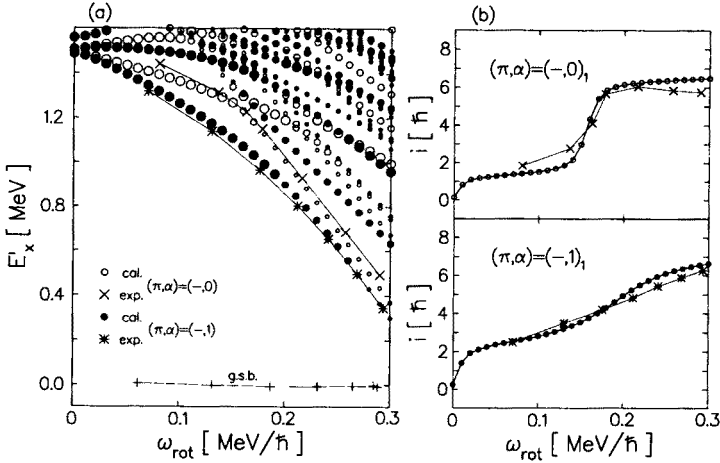 (a)
E'x [ MeV]
1.2
0.8
0.4
0.0
○ cal.
× exp. (π,α)=(-,0)
● cal.
* exp. (π,α)=(-,1)
g.s.b.
0 0.1 0.2 0.3
ωrot [ MeV/ħ ]
(b)
i [ħ]
8
6
4
2
0
(π,α)=(-,0)₁
i [ħ]
8
6
4
2
0
(π,α)=(-,1)₁
0 0.1 0.2 0.3
ωrot [ MeV/ħ ]